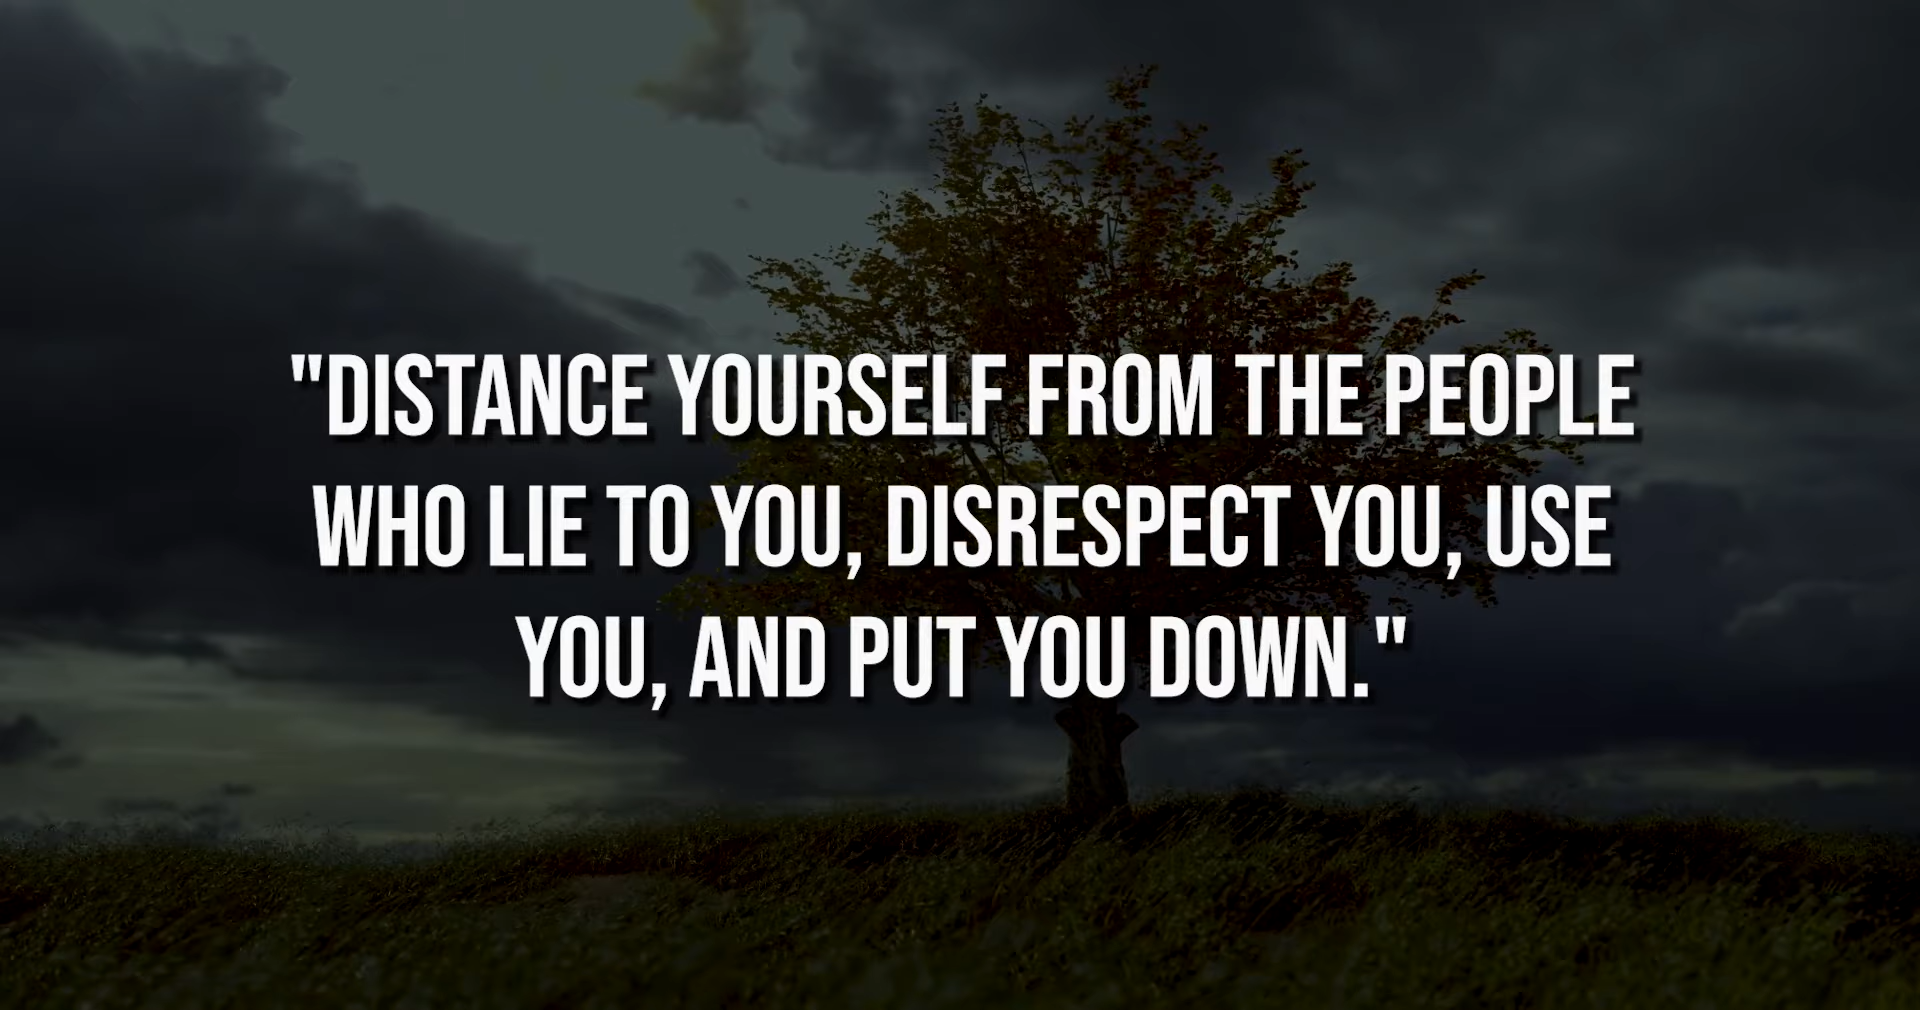 "DISTANCE YOURSELF FROM THE PEOPLE
WHO LIE TO YOU, DISRESPECT YOU, USE
YOU, AND PUT YOU DOWN."